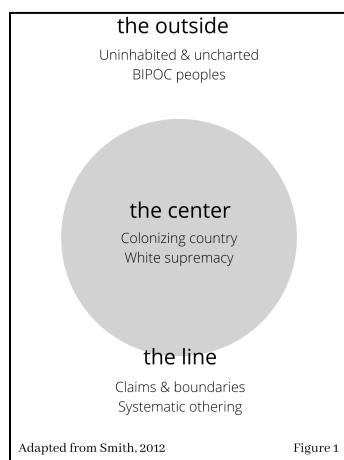 the outside
Uninhabited & uncharted
BIPOC peoples
the center
Colonizing country
White supremacy
the line
Claims & boundaries
Systematic othering
Adapted from Smith, 2012
Figure 1